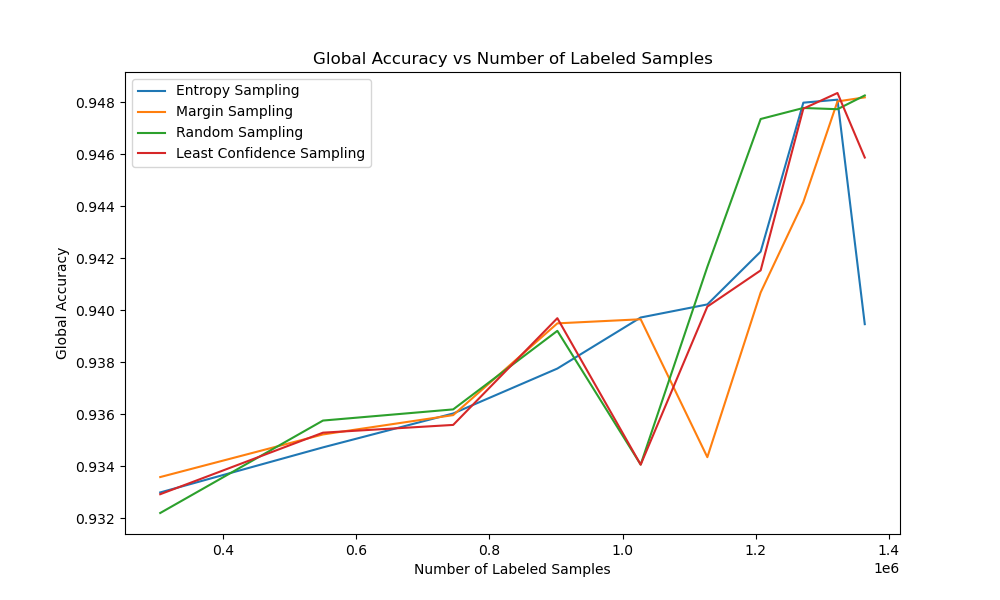 Global Accuracy vs Number of Labeled Samples
Entropy Sampling
Margin Sampling
Random Sampling
Least Confidence Sampling
Global Accuracy
0.948
0.946
0.944
0.942
0.940
0.938
0.936
0.934
0.932
0.4 0.6 0.8 1.0 1.2 1.4
1e6
Number of Labeled Samples